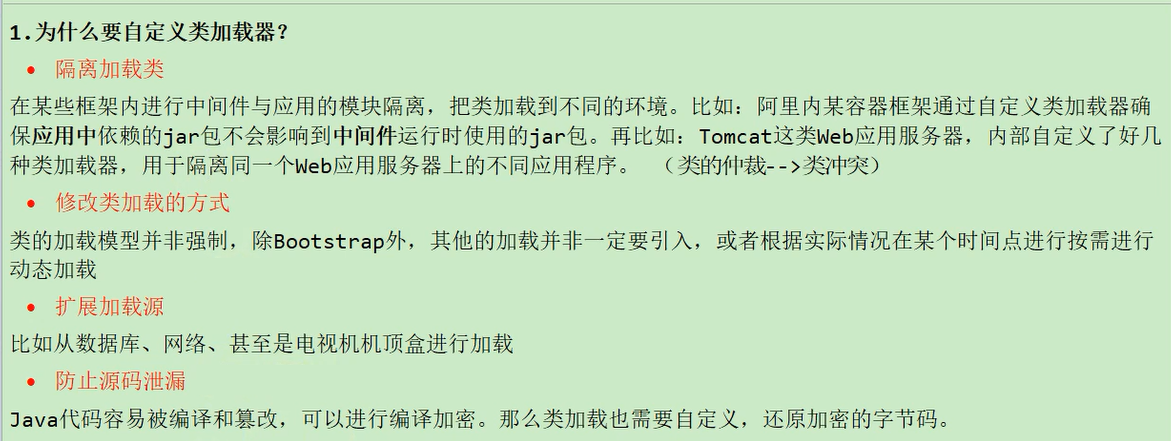 1.为什么要自定义类加载器?
• 隔离加载类
在某些框架内进行中间件与应用的模块隔离,把类加载到不同的环境。比如:阿里内某容器框架通过自定义类加载器确
保应用中依赖的jar包不会影响到中间件运行时使用的jar包。再比如:Tomcat这类Web应用服务器,内部自定义了好几
种类加载器,用于隔离同一个Web应用服务器上的不同应用程序。 (类的仲裁-->类冲突)
• 修改类加载的方式
类的加载模型并非强制,除Bootstrap外,其他的加载并非一定要引入,或者根据实际情况在某个时间点进行按需进行
动态加载
• 扩展加载源
比如从数据库、网络、甚至是电视机机顶盒进行加载
• 防止源码泄漏
Java代码容易被编译和篡改,可以进行编译加密。那么类加载也需要自定义,还原加密的字节码。